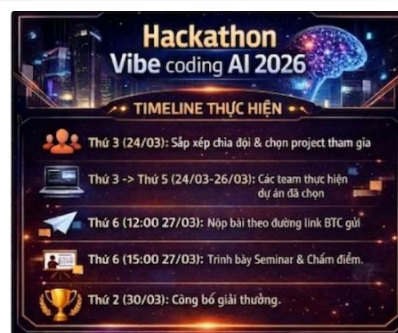 Hackathon
Vibe coding AI 2026
TIMELINE THỰC HIỆN
Thứ 3 (24/03): Sắp xếp chia đội & chọn project tham gia
Thứ 3 -> Thứ 5 (24/03-26/03): Các team thực hiện
dự án đã chọn
Thứ 6 (12:00 27/03): Nộp bài theo đường link BTC gửi
Thứ 6 (15:00 27/03): Trình bày Seminar & Chấm điểm.
Thứ 2 (30/03): Công bố giải thưởng.